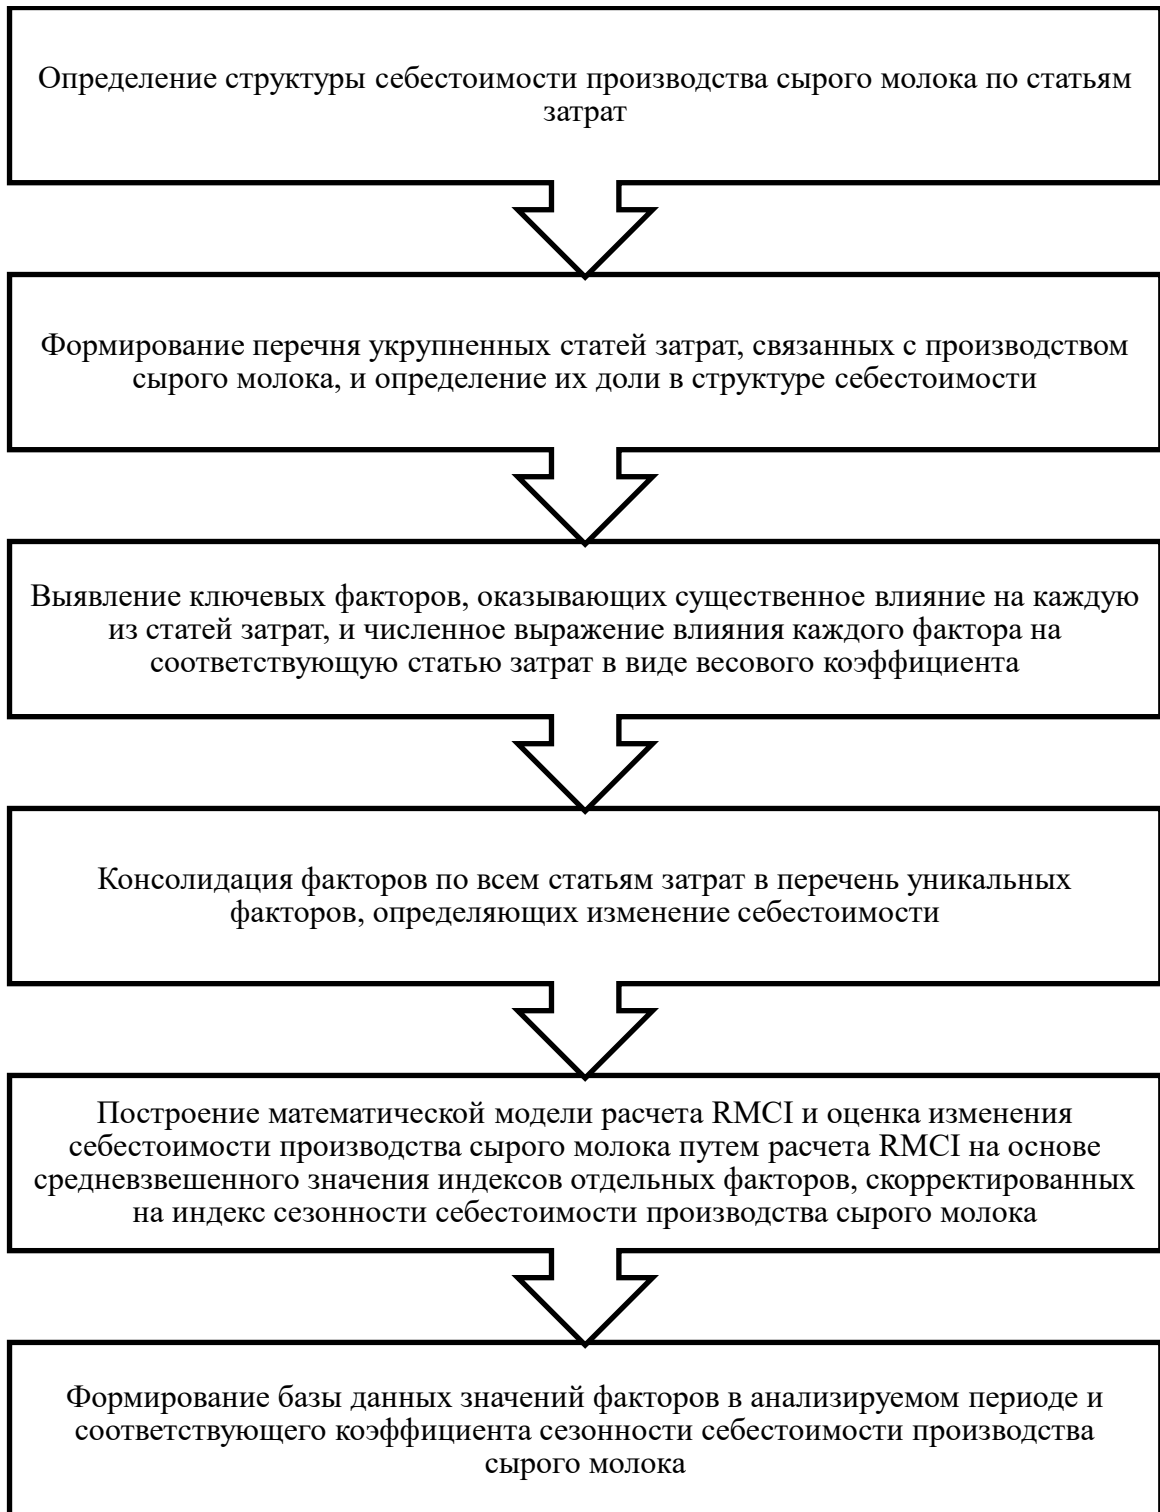 Определение структуры себестоимости производства сырого молока по статьям
затрат
Формирование перечня укрупненных статей затрат, связанных с производством
сырого молока, и определение их доли в структуре себестоимости
Выявление ключевых факторов, оказывающих существенное влияние на каждую
из статей затрат, и численное выражение влияния каждого фактора на
соответствующую статью затрат в виде весового коэффициента
Консолидация факторов по всем статьям затрат в перечень уникальных
факторов, определяющих изменение себестоимости
Построение математической модели расчета RMCI и оценка изменения
себестоимости производства сырого молока путем расчета RMCI на основе
средневзвешенного значения индексов отдельных факторов, скорректированных
на индекс сезонности себестоимости производства сырого молока
Формирование базы данных значений факторов в анализируемом периоде и
соответствующего коэффициента сезонности себестоимости производства
сырого молока